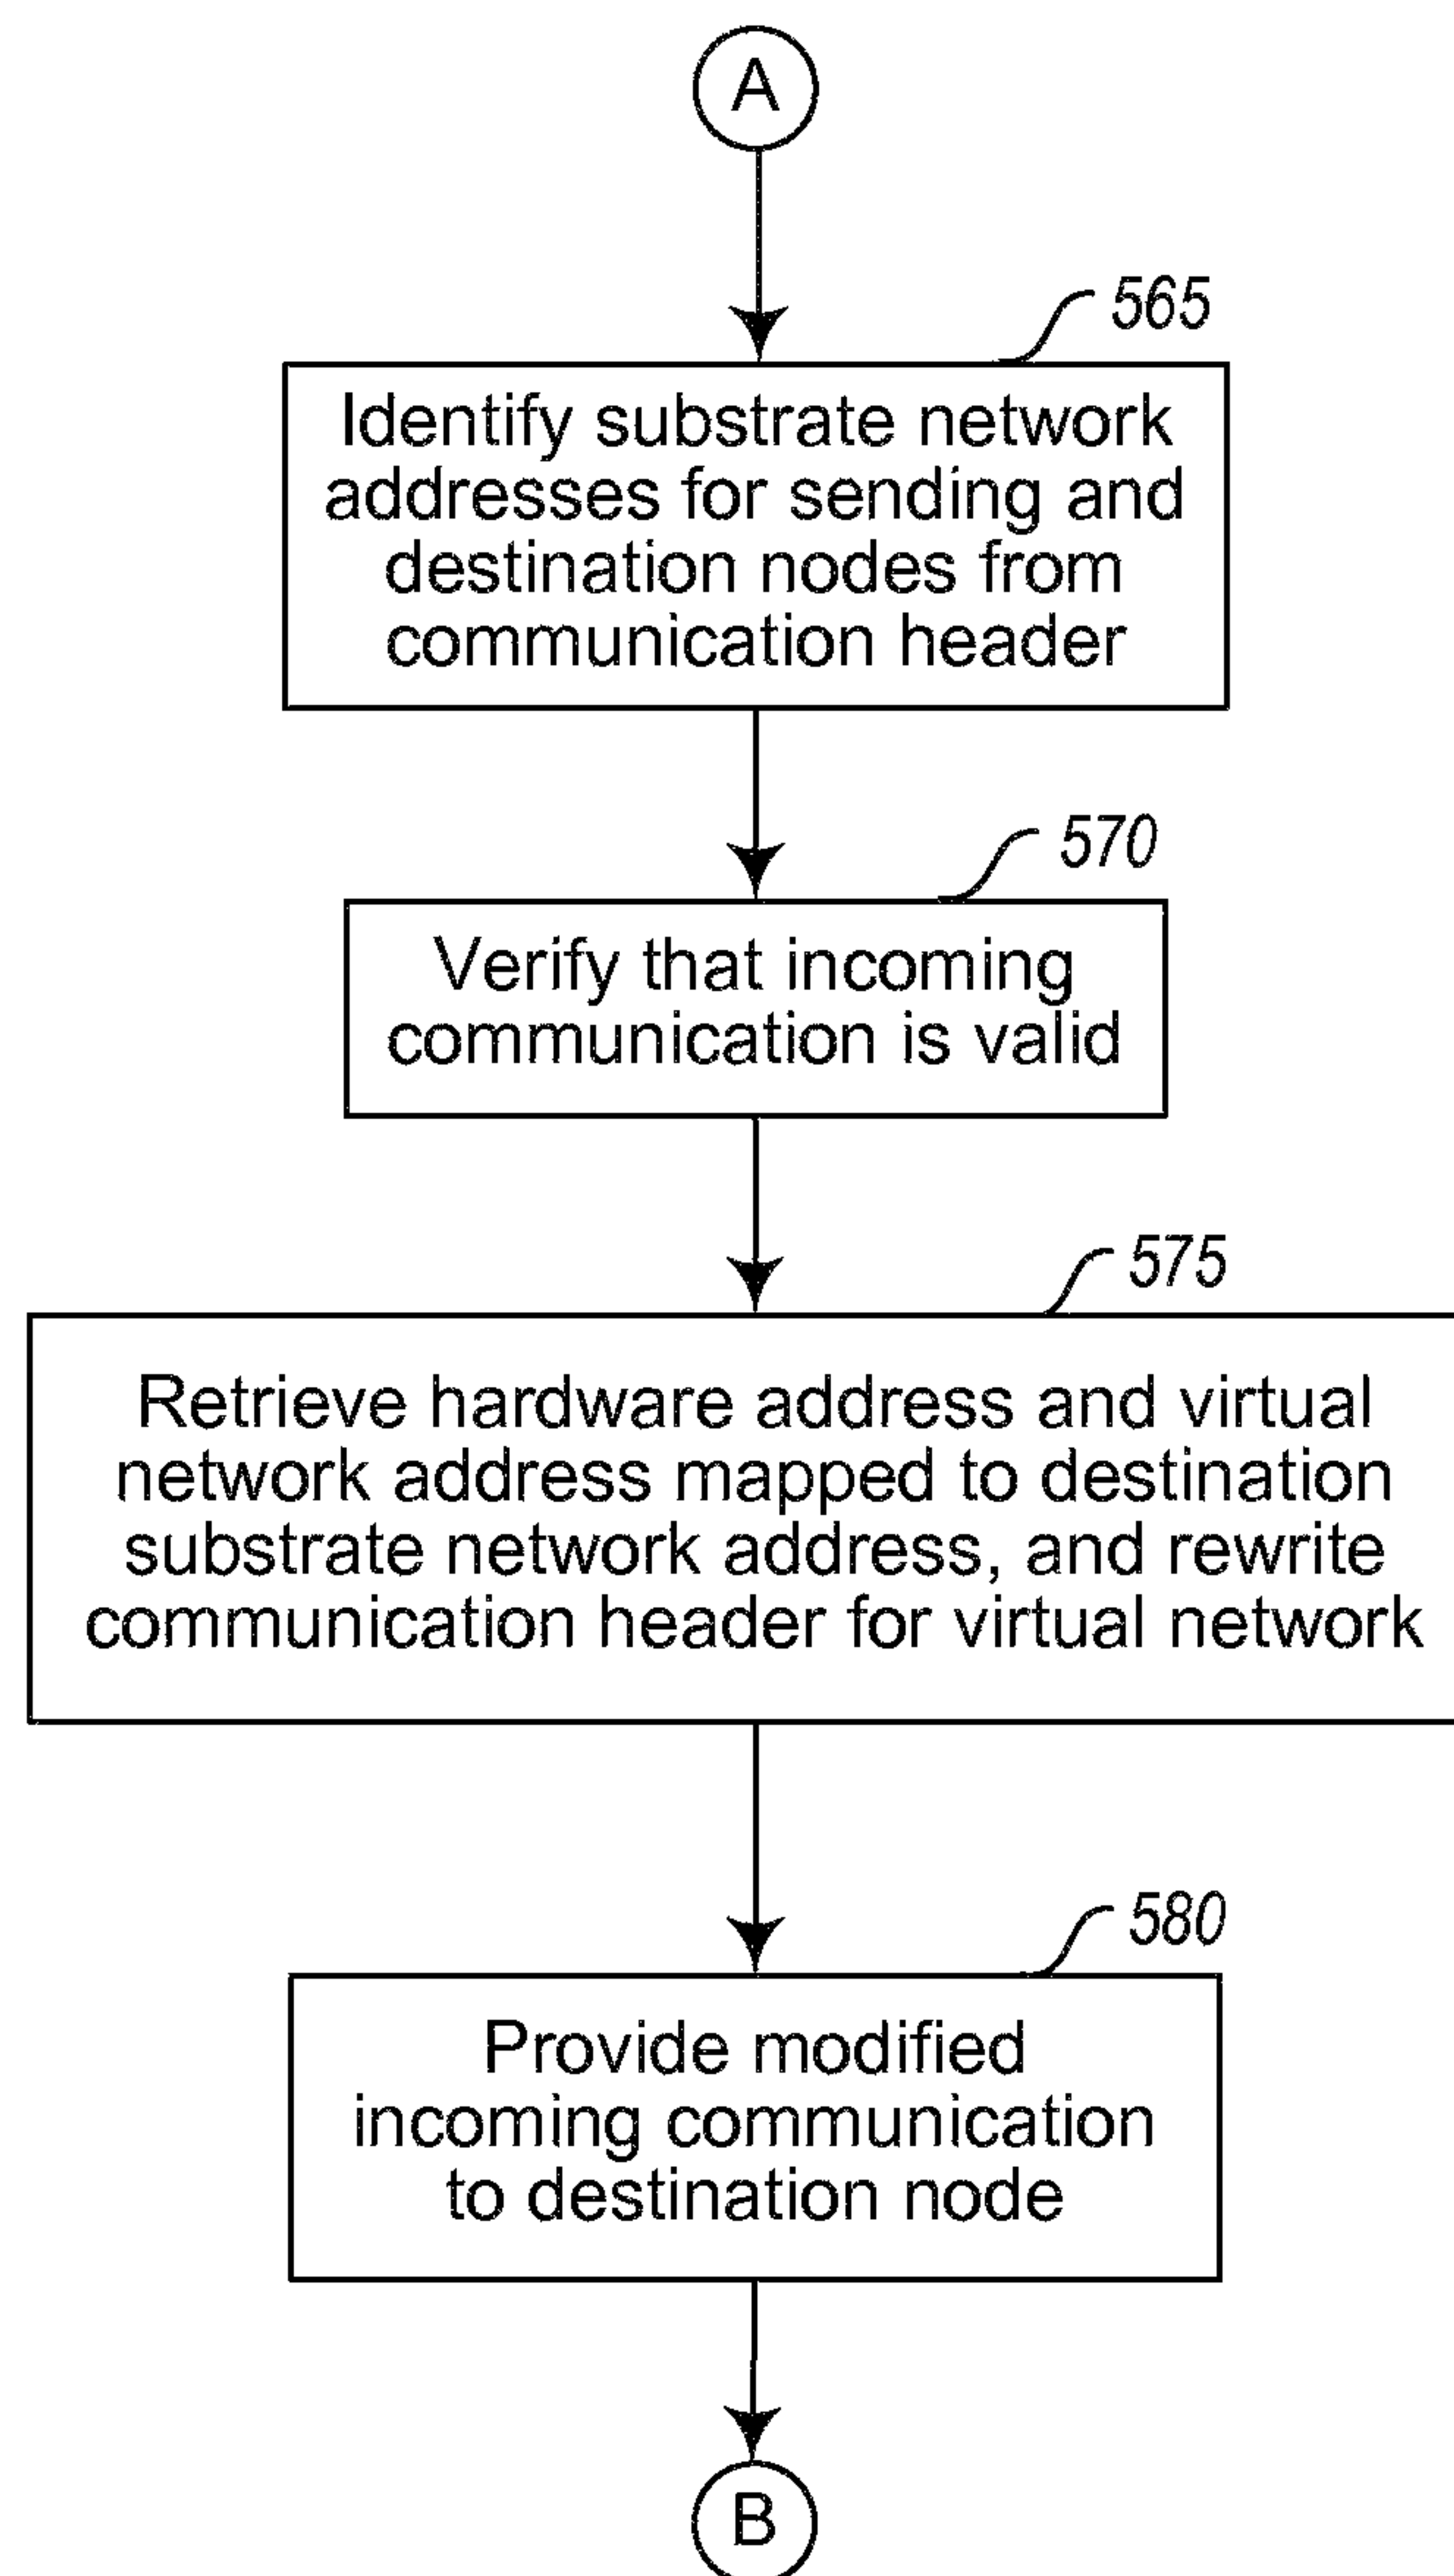 A
565
Identify substrate network
addresses for sending and
destination nodes from
communication header
570
Verify that incoming
communication is valid
575
Retrieve hardware address and virtual
network address mapped to destination
substrate network address, and rewrite
communication header for virtual network
580
Provide modified
incoming communication
to destination node
B